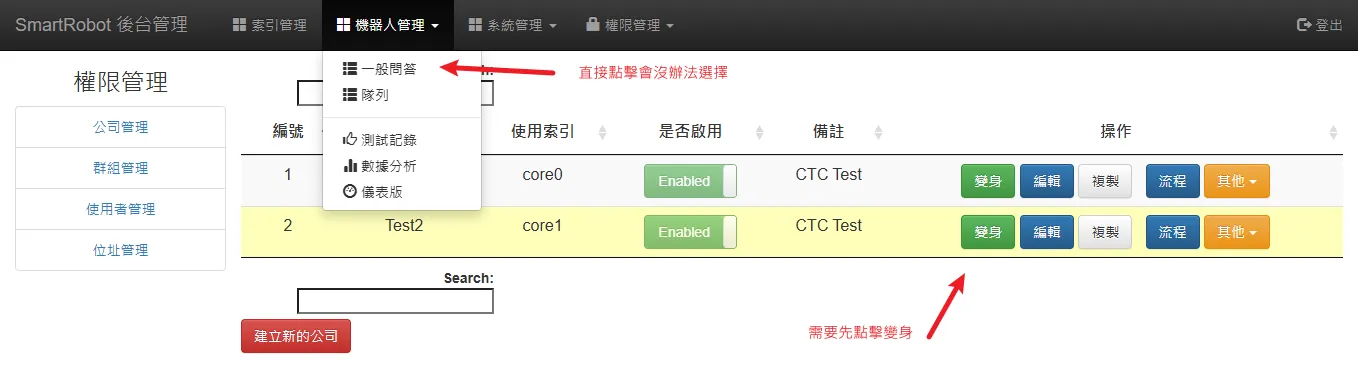 SmartRobot 後台管理 索引管理 機器人管理 系統管理 權限管理 登出
權限管理
公司管理
群組管理
使用者管理
位址管理
一般問答
隊列
測試記錄
數據分析
儀表版
h:
直接點擊會沒辦法選擇
編號 使用索引 是否啟用 備註 操作
1 core0 Enabled CTC Test 變身 編輯 複製 流程 其他
2 Test2 core1 Enabled CTC Test 變身 編輯 複製 流程 其他
Search:
需要先點擊變身
建立新的公司